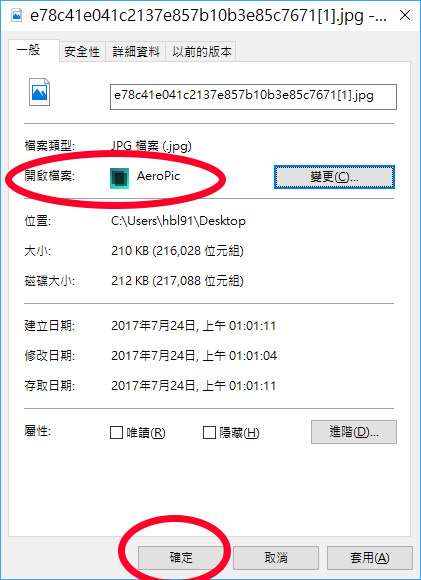 e78c41e041c2137e857b10b3e85c7671[1].jpg -...
一般 安全性 詳細資料 以前的版本
e78c41e041c2137e857b10b3e85c7671[1].jpg
檔案類型: JPG 檔案 (.jpg)
開啟檔案: AeroPic 變更(C)...
位置: C:\Users\hbl91\Desktop
大小: 210 KB (216,028 位元組)
磁碟大小: 212 KB (217,088 位元組)
建立日期: 2017年7月24日, 上午 01:01:11
修改日期: 2017年7月24日, 上午 01:01:04
存取日期: 2017年7月24日, 上午 01:01:11
屬性: 唯讀(R) 隱藏(H) 進階(D)...
確定 取消 套用(A)